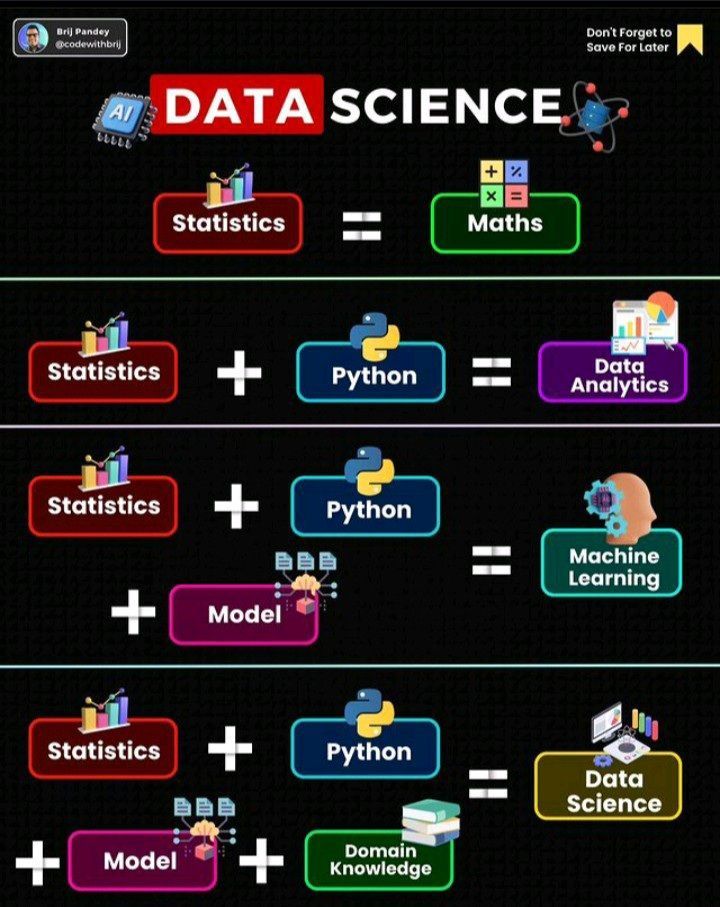 Brij Pandey
@codewithbrij
Don't Forget to
Save For Later
AI
DATA SCIENCE
Statistics = Maths
Statistics + Python = Data
Analytics
Statistics + Python
+ Model = Machine
Learning
Statistics + Python
+ Model + Domain
Knowledge
= Data
Science